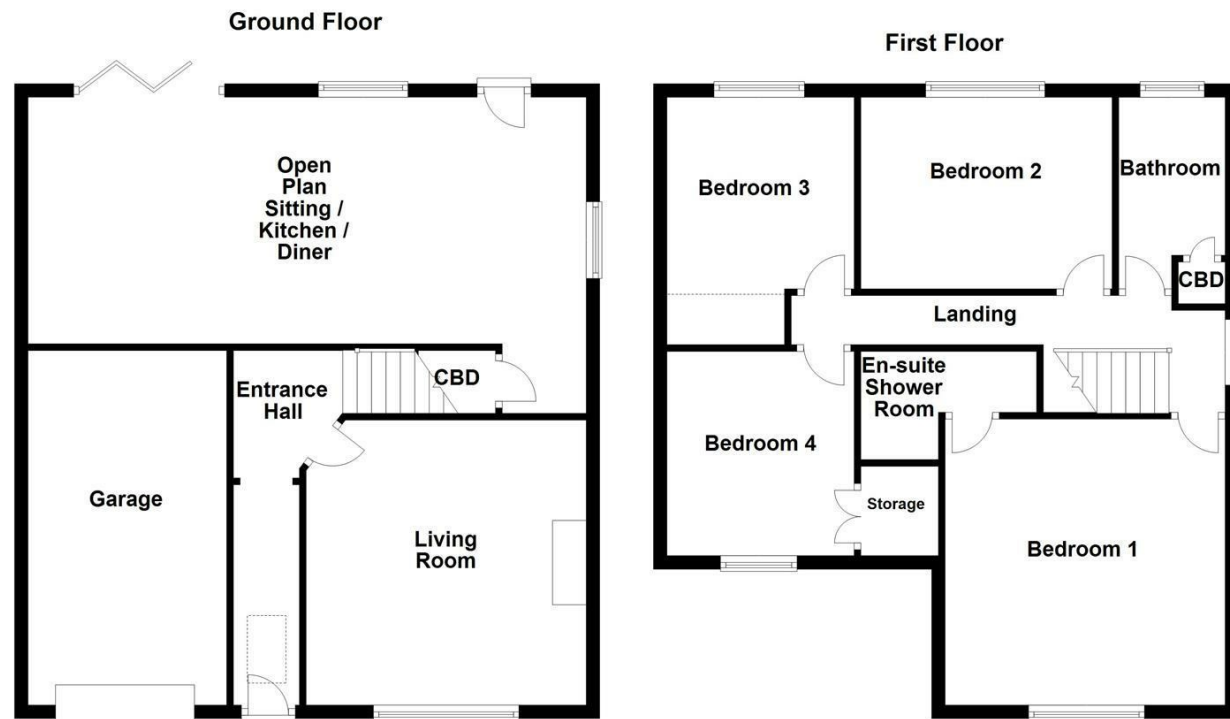 Ground Floor
Open
Plan
Sitting /
Kitchen /
Diner
Entrance
Hall
CBD
Garage
Living
Room
First Floor
Bedroom 3
Bedroom 2
Bathroom
CBD
Landing
En-suite
Shower
Room
Bedroom 4
Storage
Bedroom 1